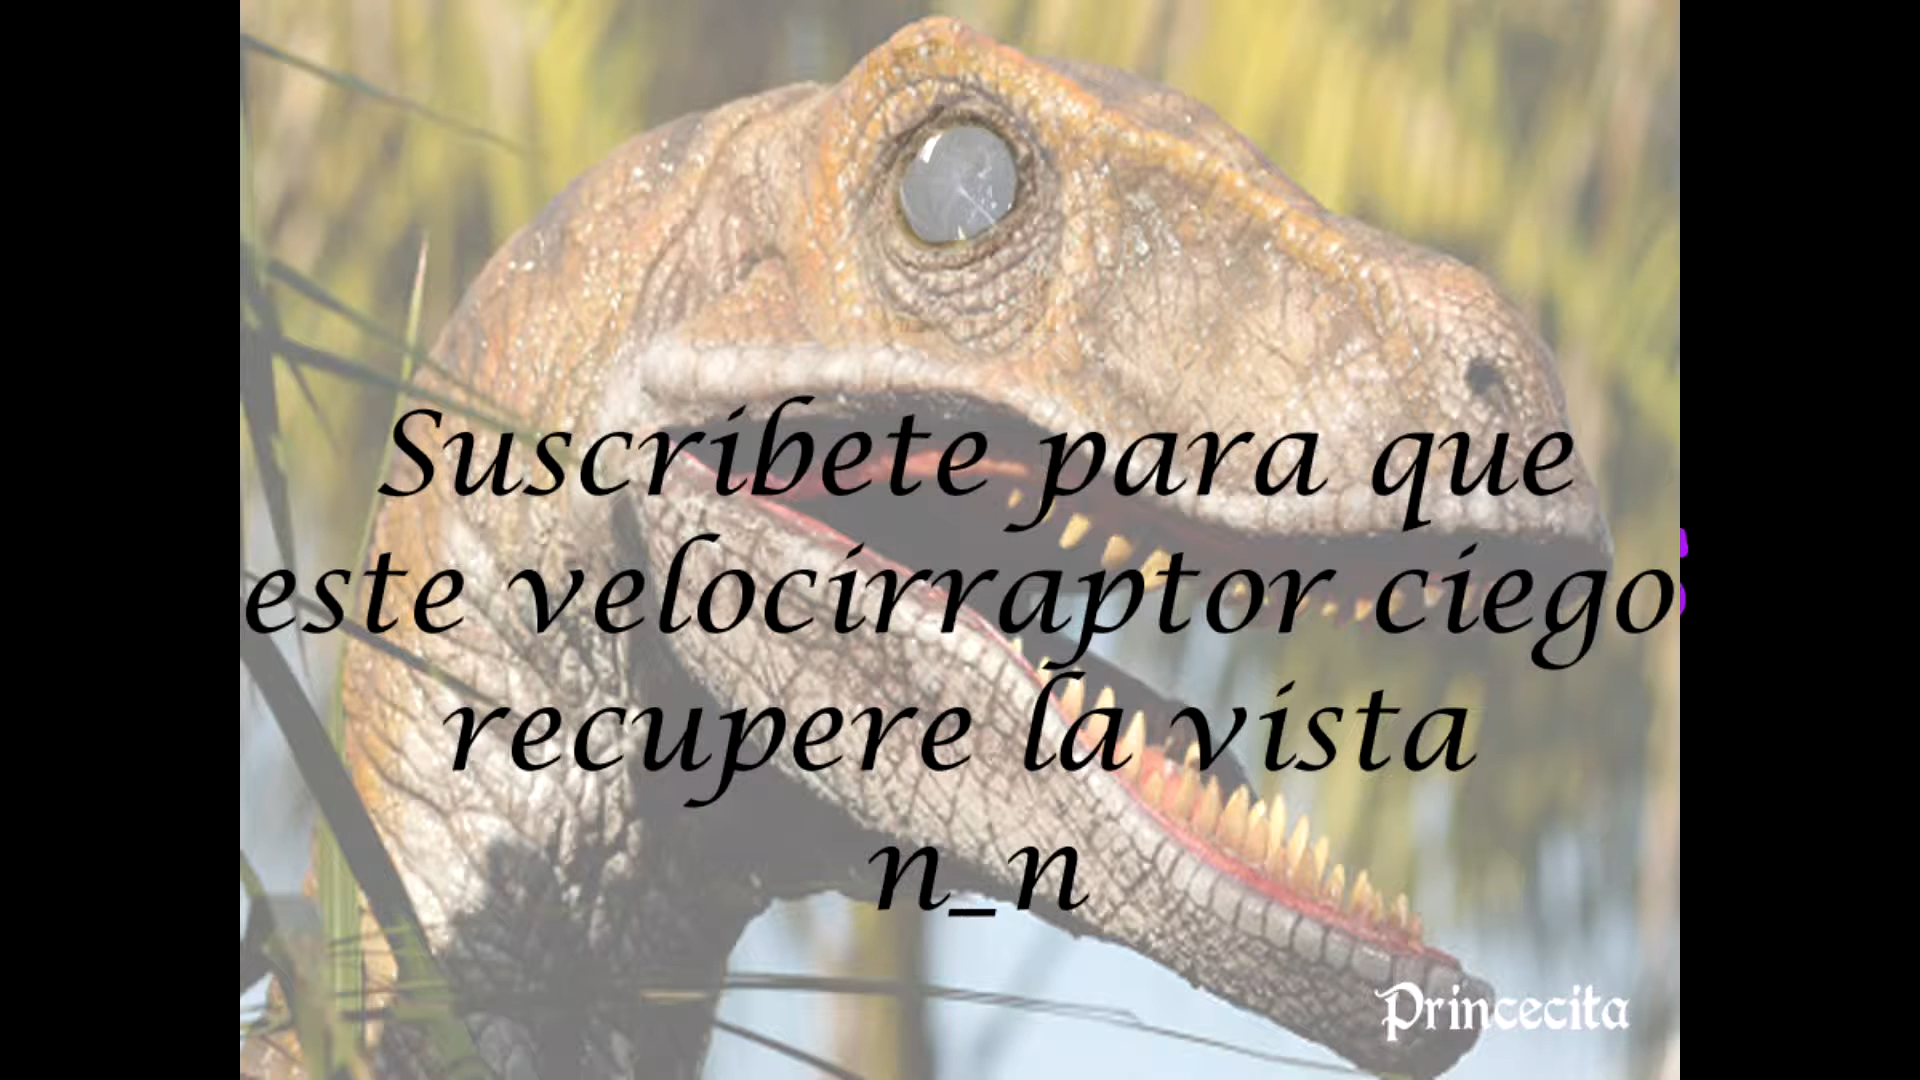 Suscribete para que
este velocirraptor ciego
recupere la vista
n_n
Princecita